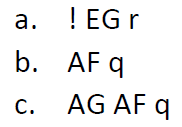 a. ! EG r
b. AF q
c. AG AF q